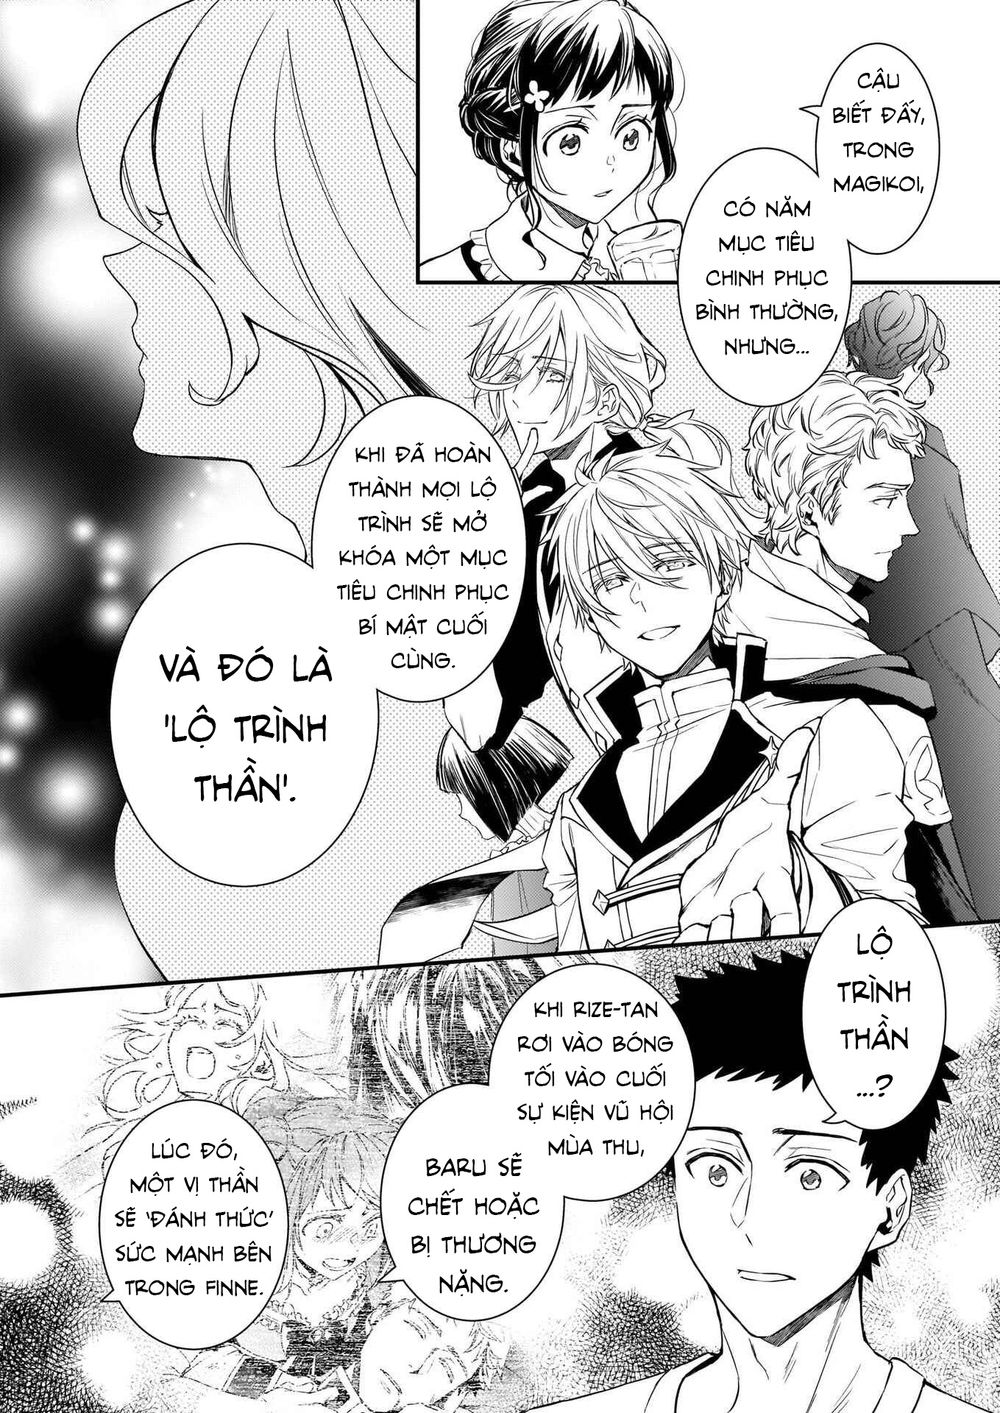 CẬU
BIẾT ĐẤY,
TRONG
MAGIKOI,
CÓ NĂM
MỤC TIÊU
CHINH PHỤC
BÌNH THƯỜNG,
NHƯNG...
KHI ĐÃ HOÀN
THÀNH MỌI LỘ
TRÌNH SẼ MỞ
KHÓA MỘT MỤC
TIÊU CHINH PHỤC
BÍ MẬT CUỐI
CÙNG.
VÀ ĐÓ LÀ
'LỘ TRÌNH
THẦN'.
LỘ
TRÌNH
THẦN
...?
KHI RIZE-TAN
RƠI VÀO BÓNG
TỐI VÀO CUỐI
SỰ KIỆN VŨ HỘI
MÙA THU,
BARU SẼ
CHẾT HOẶC
BỊ THƯƠNG
NẶNG.
LÚC ĐÓ,
MỘT VỊ THẦN
SẼ 'ĐÁNH THỨC'
SỨC MẠNH BÊN
TRONG FINNE.